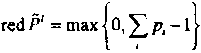 red P̃ˡ = max {0, ∑ᵢ pᵢ - 1}